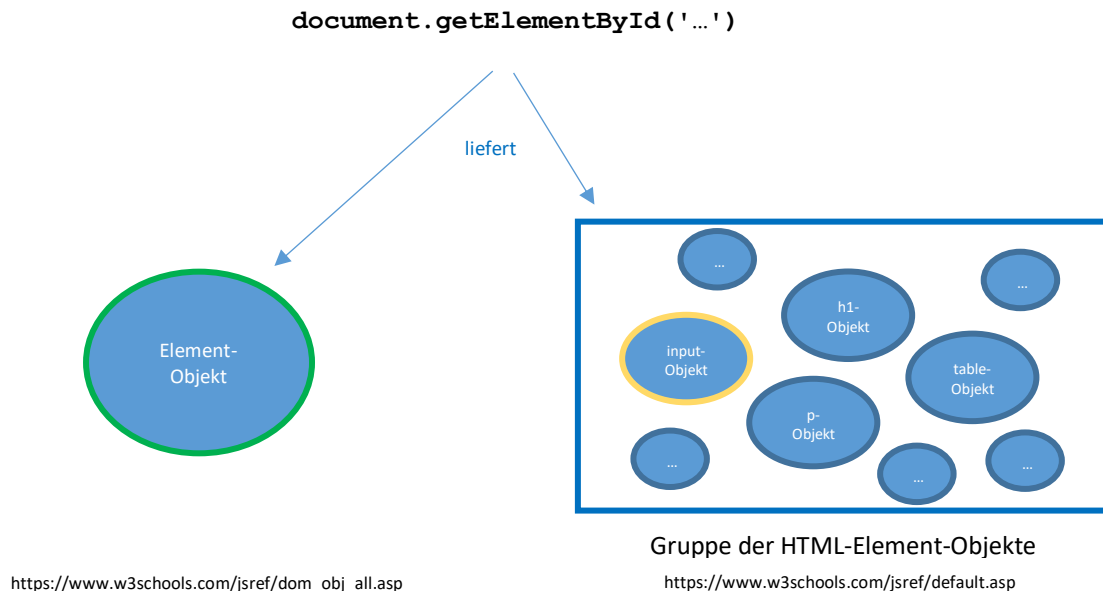 document.getElementById('…')
liefert
Element-
Objekt
…
…
h1-
Objekt
input-
Objekt
table-
Objekt
p-
Objekt
…
…
…
Gruppe der HTML-Element-Objekte
https://www.w3schools.com/jsref/dom_obj_all.asp
https://www.w3schools.com/jsref/default.asp